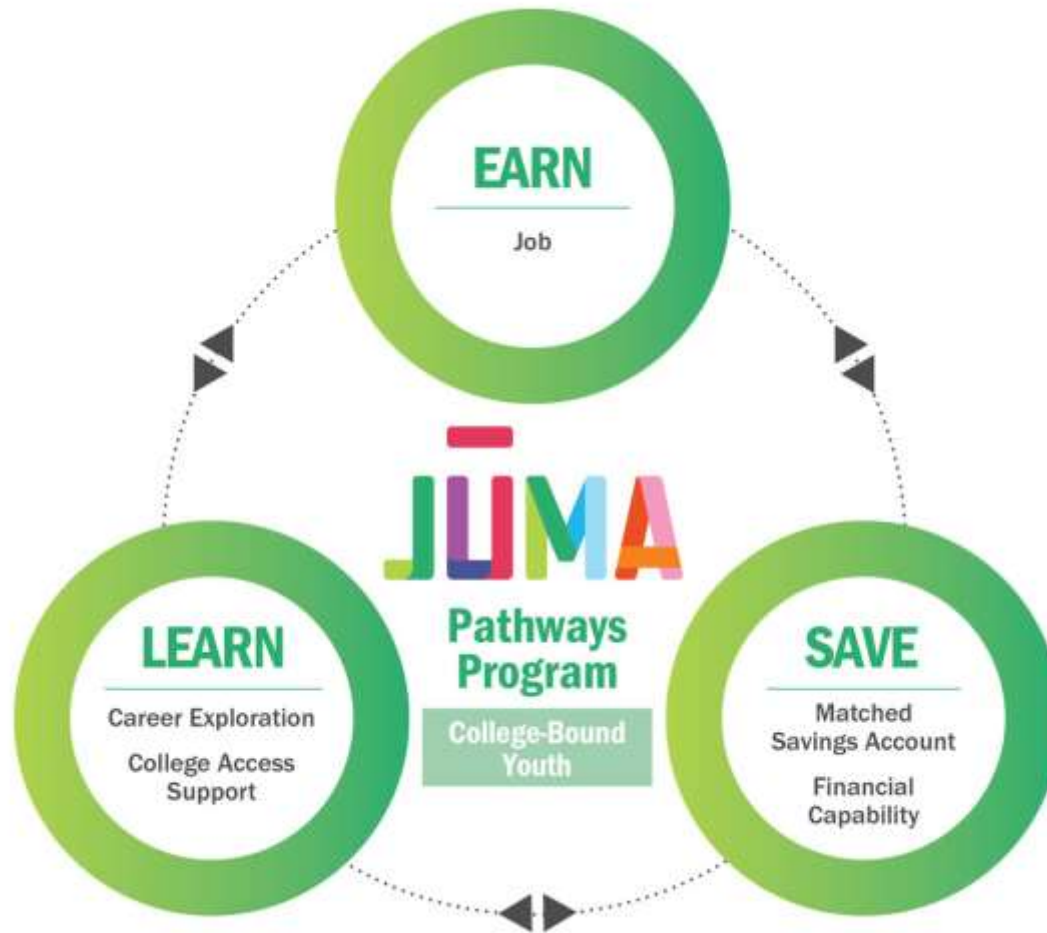 EARN
Job
JŪMA
Pathways
Program
College-Bound
Youth
LEARN
Career Exploration
College Access
Support
SAVE
Matched
Savings Account
Financial
Capability